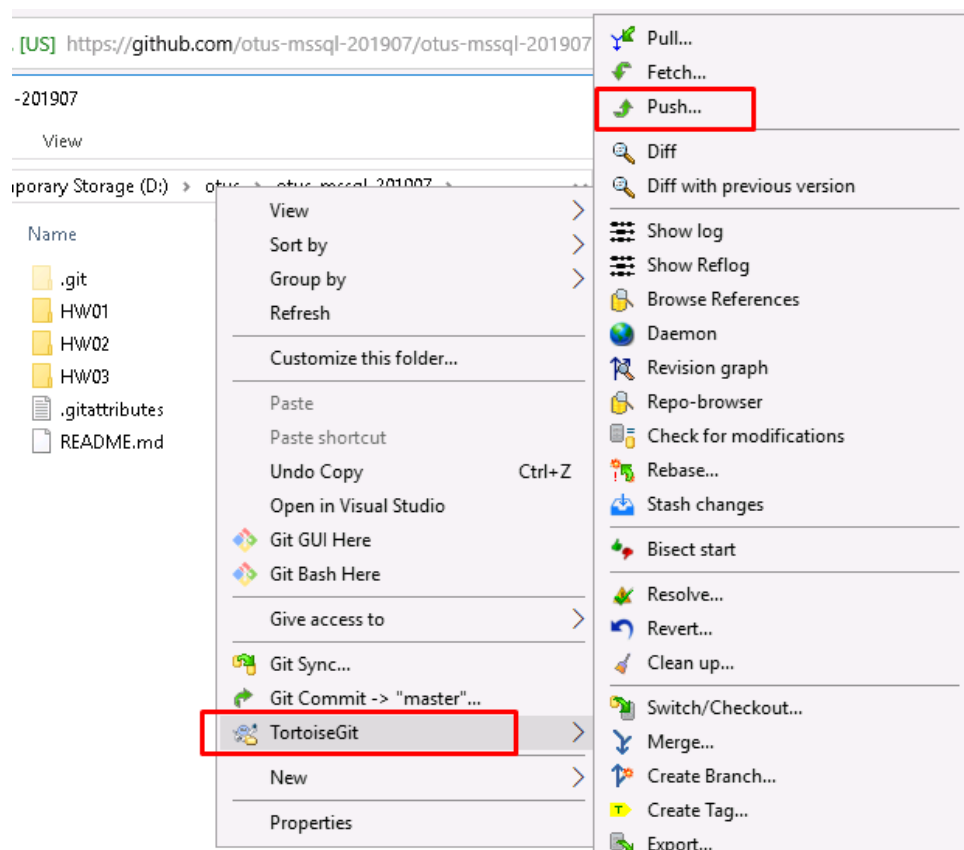 [US] https://github.com/otus-mssql-201907/otus-mssql-201907
-201907
View
porary Storage (D:) > otus > otus-mssql-201907 >
Name
.git
HW01
HW02
HW03
.gitattributes
README.md
View
Sort by
Group by
Refresh
Customize this folder...
Paste
Paste shortcut
Undo Copy Ctrl+Z
Open in Visual Studio
Git GUI Here
Git Bash Here
Give access to
Git Sync...
Git Commit -> "master"...
TortoiseGit
New
Properties
Pull...
Fetch...
Push...
Diff
Diff with previous version
Show log
Show Reflog
Browse References
Daemon
Revision graph
Repo-browser
Check for modifications
Rebase...
Stash changes
Bisect start
Resolve...
Revert...
Clean up...
Switch/Checkout...
Merge...
Create Branch...
Create Tag...
Export...